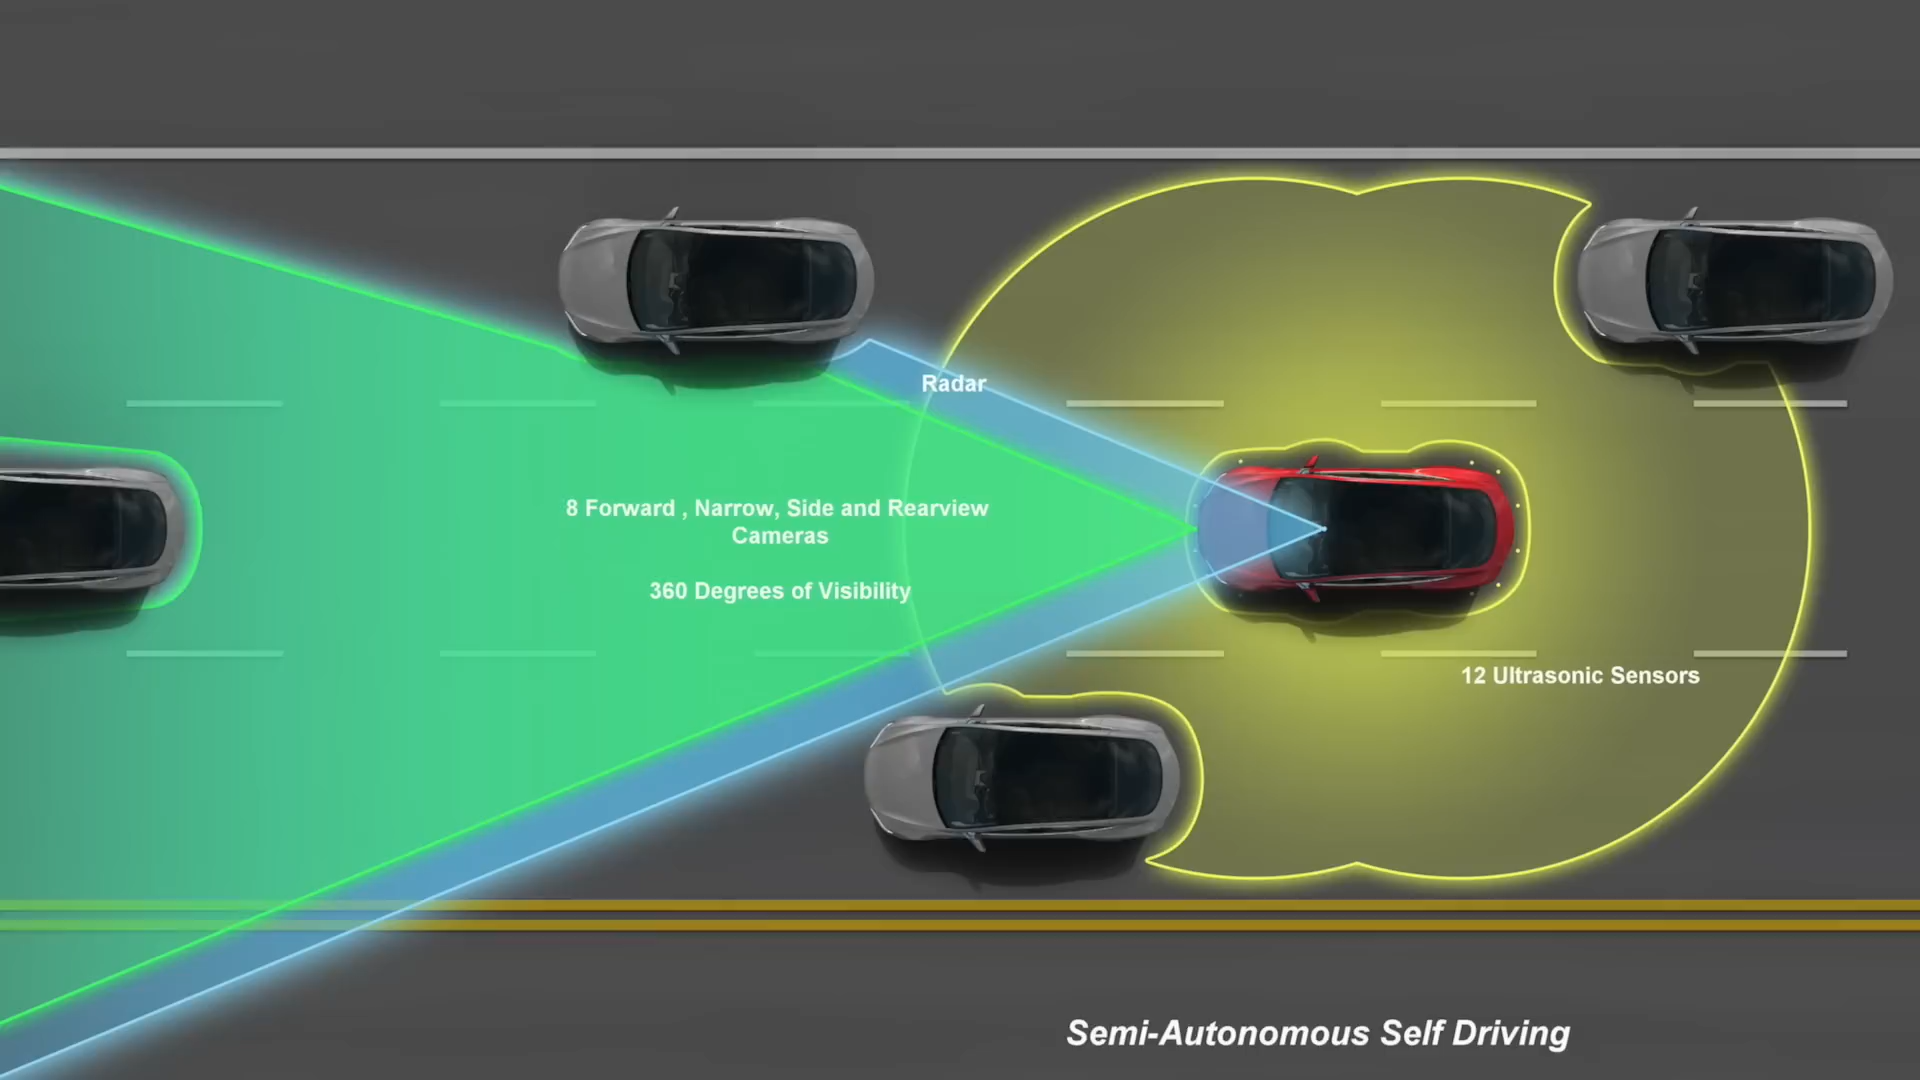 Radar
8 Forward , Narrow, Side and Rearview
Cameras
360 Degrees of Visibility
12 Ultrasonic Sensors
Semi-Autonomous Self Driving